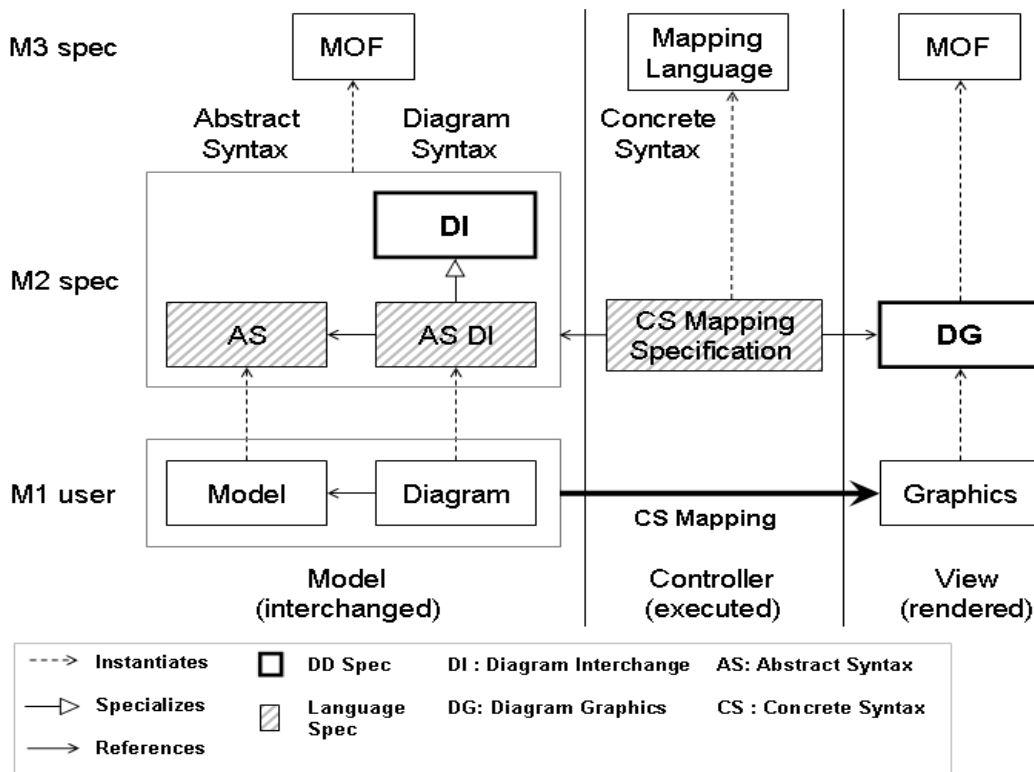 M3 spec
MOF
Mapping
Language
MOF
Abstract
Syntax
Diagram
Syntax
Concrete
Syntax
DI
M2 spec
AS
AS DI
CS Mapping
Specification
DG
M1 user
Model
Diagram
CS Mapping
Graphics
Model
(interchanged)
Controller
(executed)
View
(rendered)
Instantiates
DD Spec
DI : Diagram Interchange
AS: Abstract Syntax
Specializes
Language
Spec
DG: Diagram Graphics
CS : Concrete Syntax
References